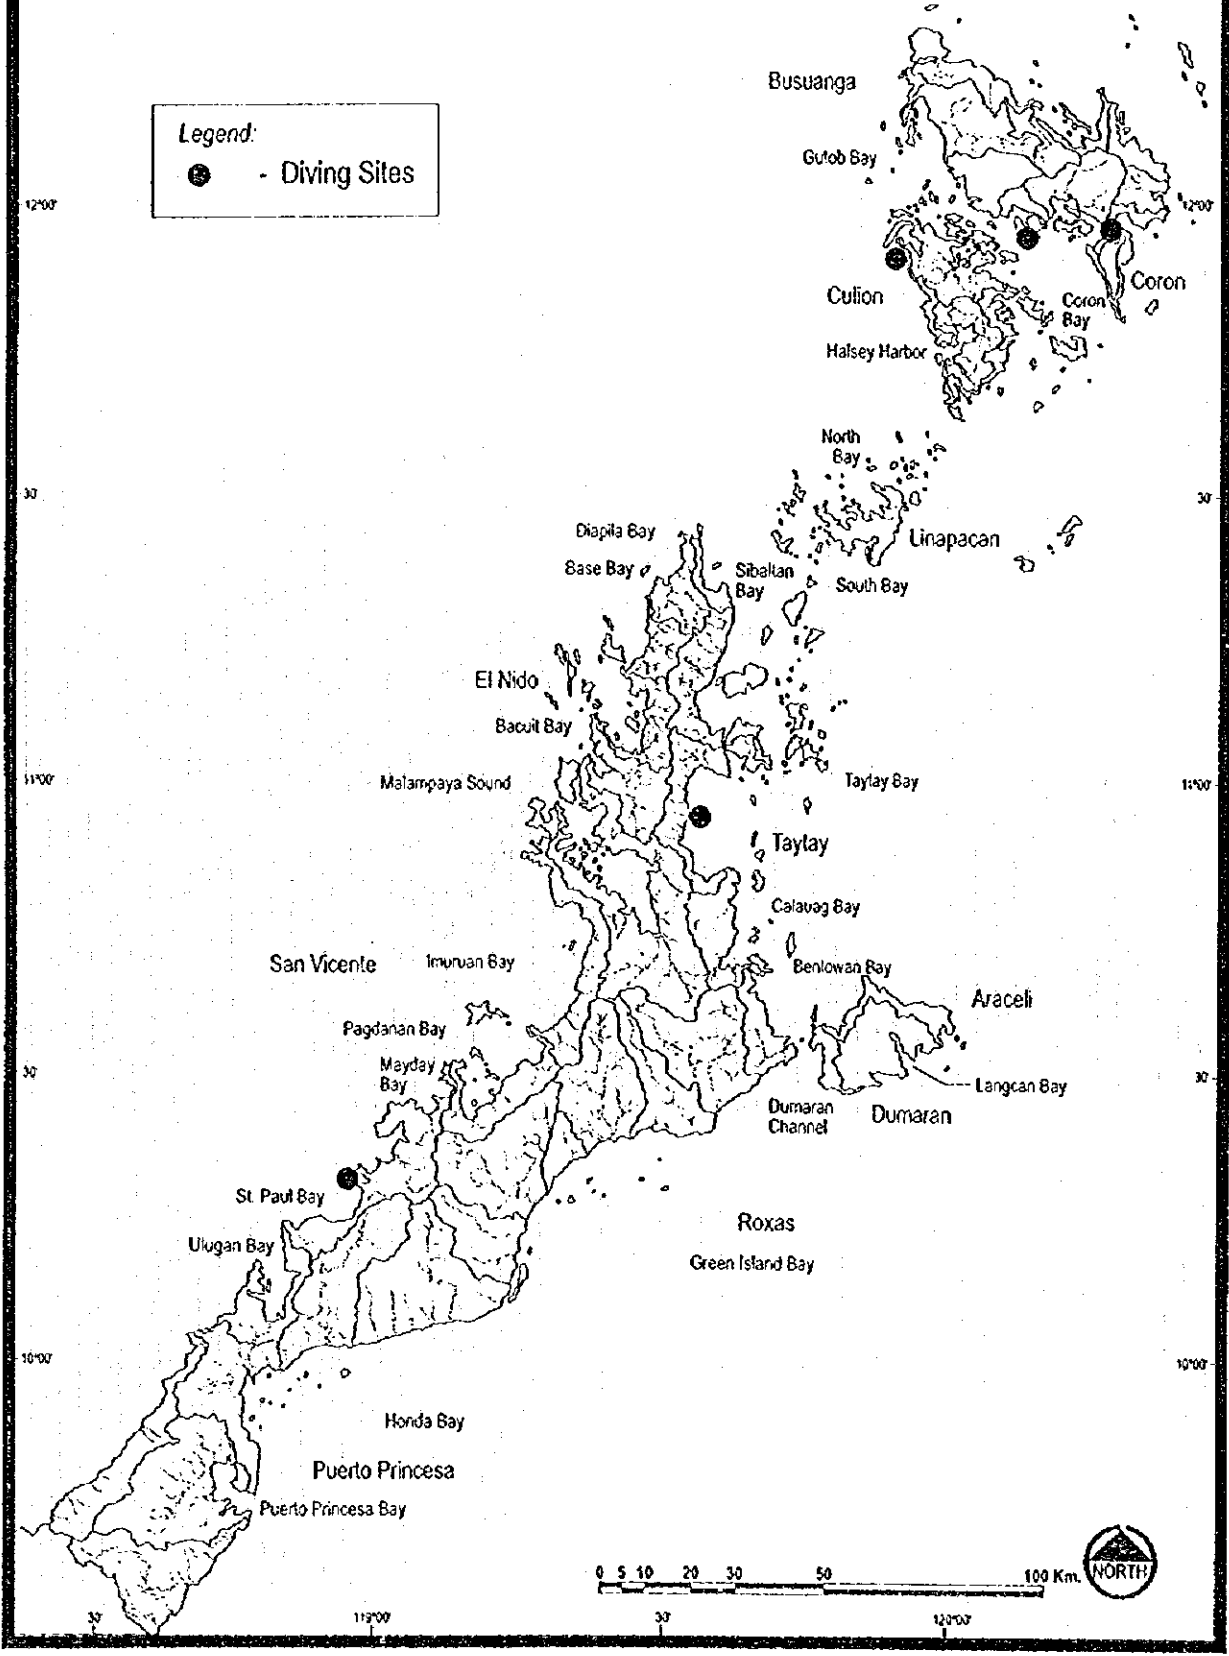 Busuanga
Legend:
- Diving Sites
Gutob Bay
12°00'
12°00'
Culion
Coron
Coron
Bay
Halsey Harbor
North
Bay
30'
30'
Diapila Bay
Linapacan
Base Bay
Sibaltan
Bay
South Bay
El Nido
Bacuit Bay
Malampaya Sound
11°00'
Taytay Bay
11°00'
Taytay
Calauag Bay
San Vicente
Imuruan Bay
Bentowan Bay
Araceli
Pagdanan Bay
Mayday
Bay
30'
30'
Langcan Bay
Dumaran
Channel
Dumaran
St. Paul Bay
Roxas
Ulugan Bay
Green Island Bay
10°00'
10°00'
Honda Bay
Puerto Princesa
Puerto Princesa Bay
0 5 10 20 30 50 100 Km.
NORTH
30'
119°00'
30'
120°00'